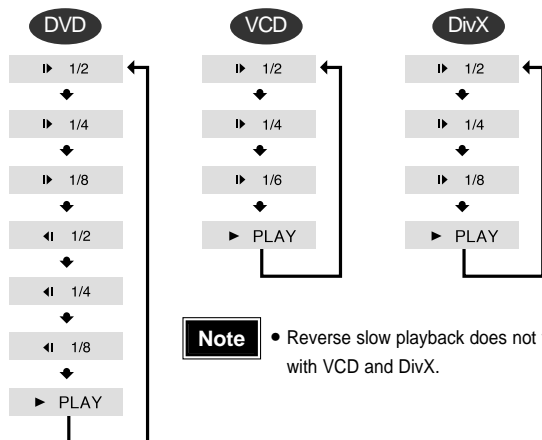 DVD
1/2
1/4
1/8
1/2
1/4
1/8
PLAY
VCD
1/2
1/4
1/6
PLAY
DivX
1/2
1/4
1/8
PLAY
Note
• Reverse slow playback does not
with VCD and DivX.